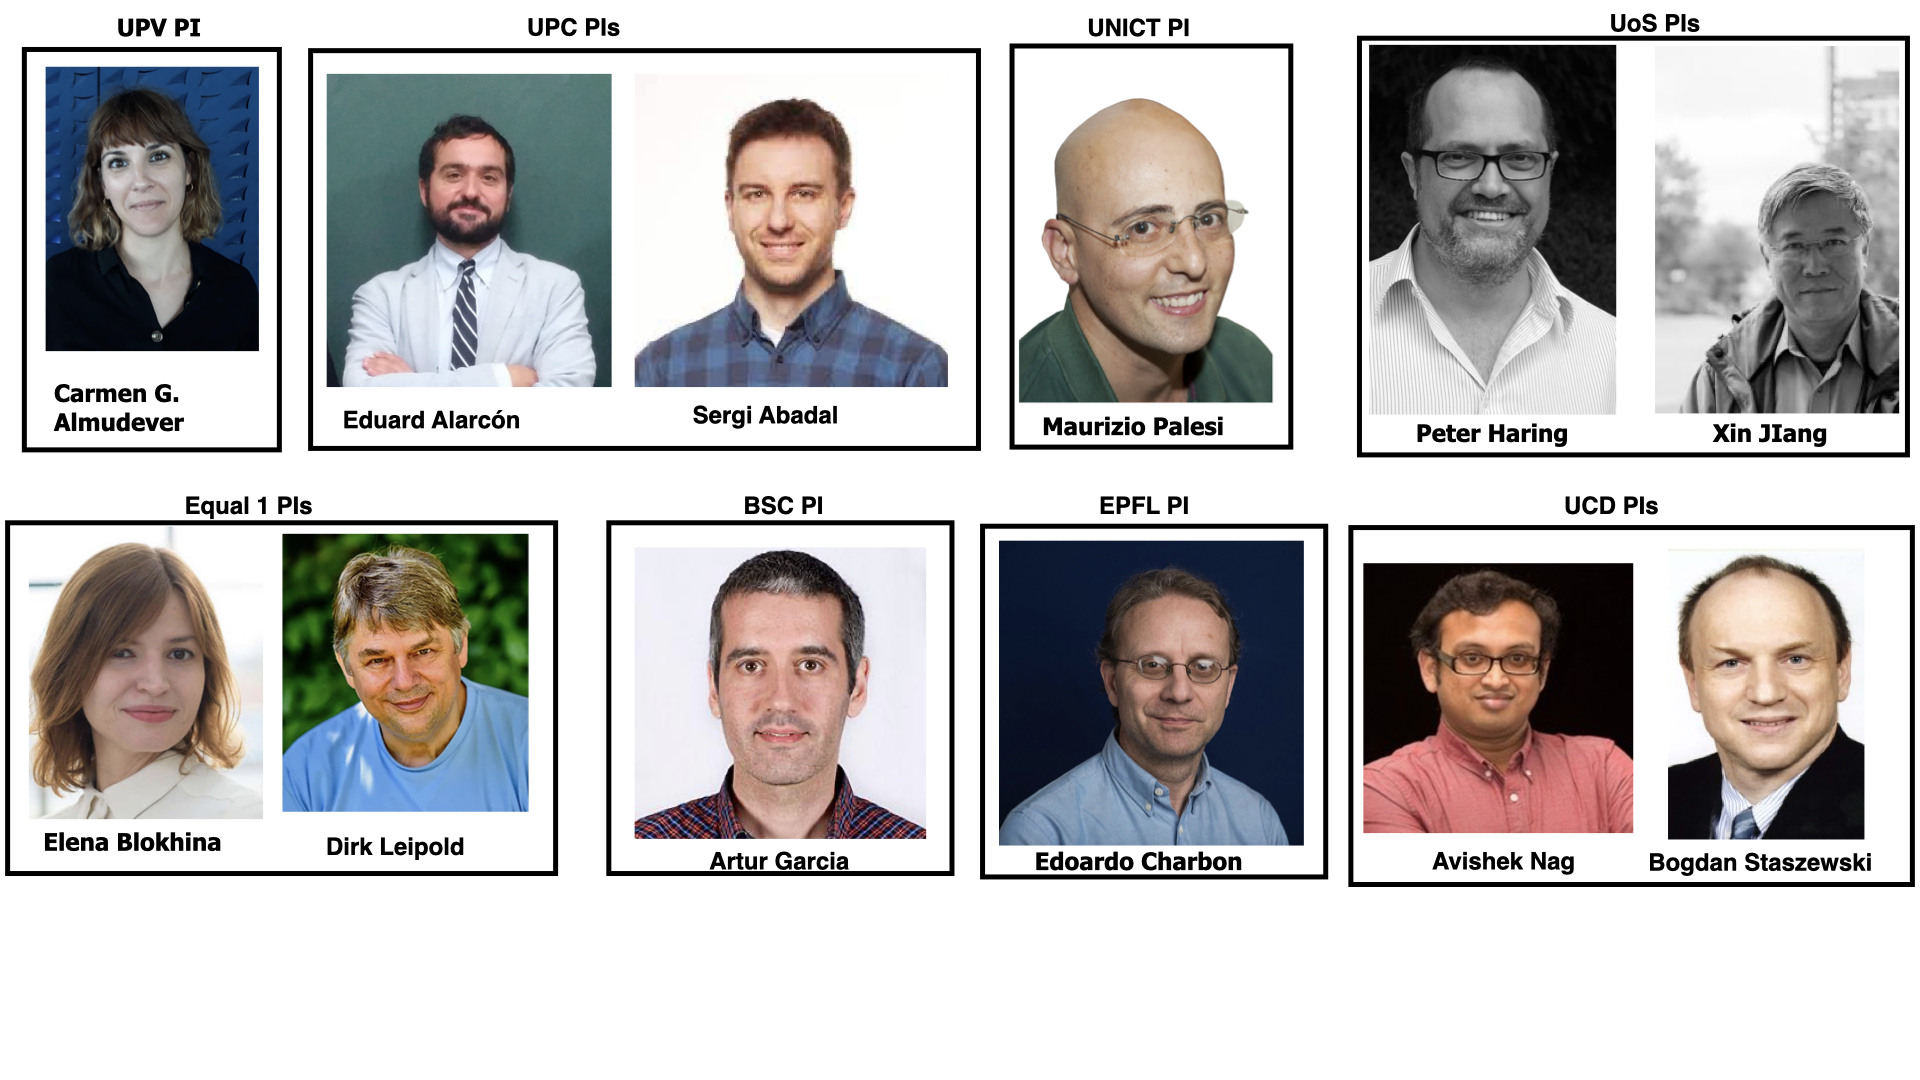 UPV PI
UPC PIs
UNICT PI
UoS PIs
Carmen G.
Almudever
Eduard Alarcón
Sergi Abadal
Maurizio Palesi
Peter Haring
Xin JIang
Equal 1 PIs
BSC PI
EPFL PI
UCD PIs
Elena Blokhina
Dirk Leipold
Artur Garcia
Edoardo Charbon
Avishek Nag
Bogdan Staszewski